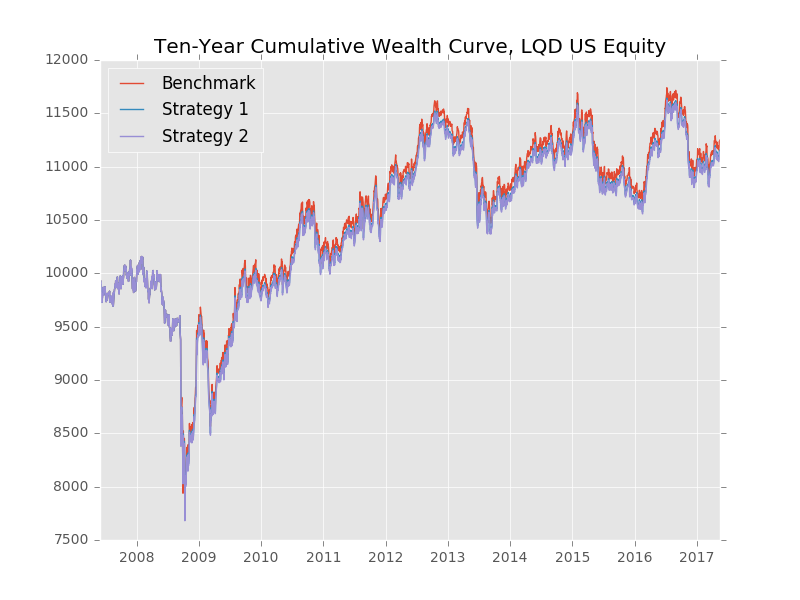 Ten-Year Cumulative Wealth Curve, LQD US Equity
12000
11500
11000
10500
10000
9500
9000
8500
8000
7500
Benchmark
Strategy 1
Strategy 2
2008 2009 2010 2011 2012 2013 2014 2015 2016 2017